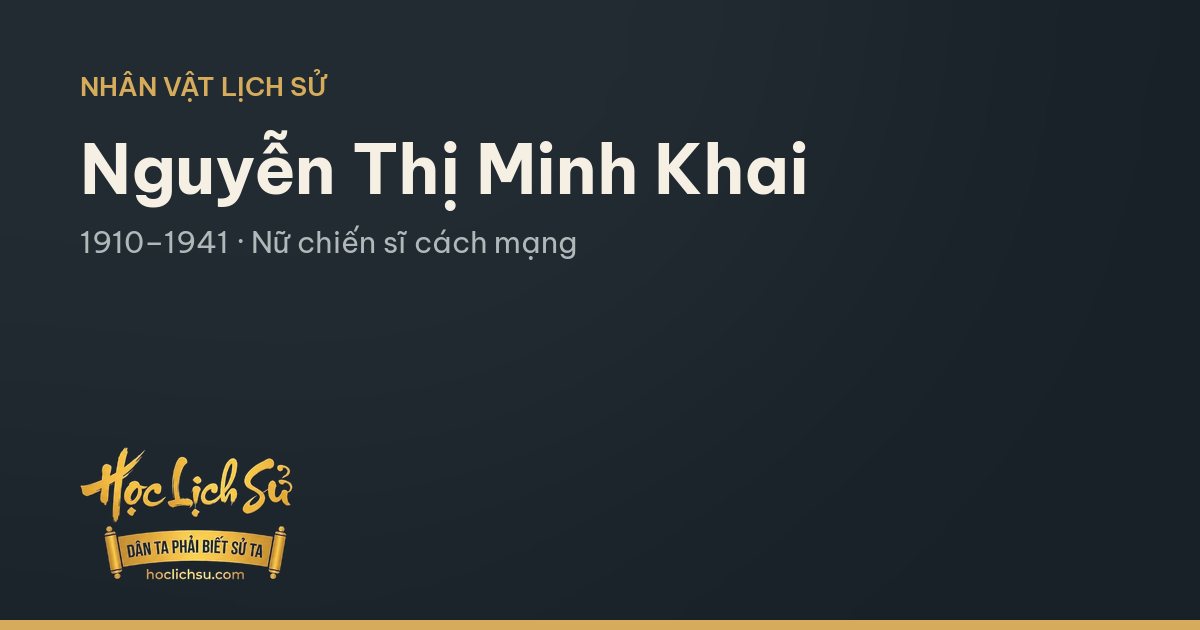 NHÂN VẬT LỊCH SỬ
Nguyễn Thị Minh Khai
1910–1941 · Nữ chiến sĩ cách mạng
Học Lịch Sử
DÂN TA PHẢI BIẾT SỬ TA
hoclichsu.com